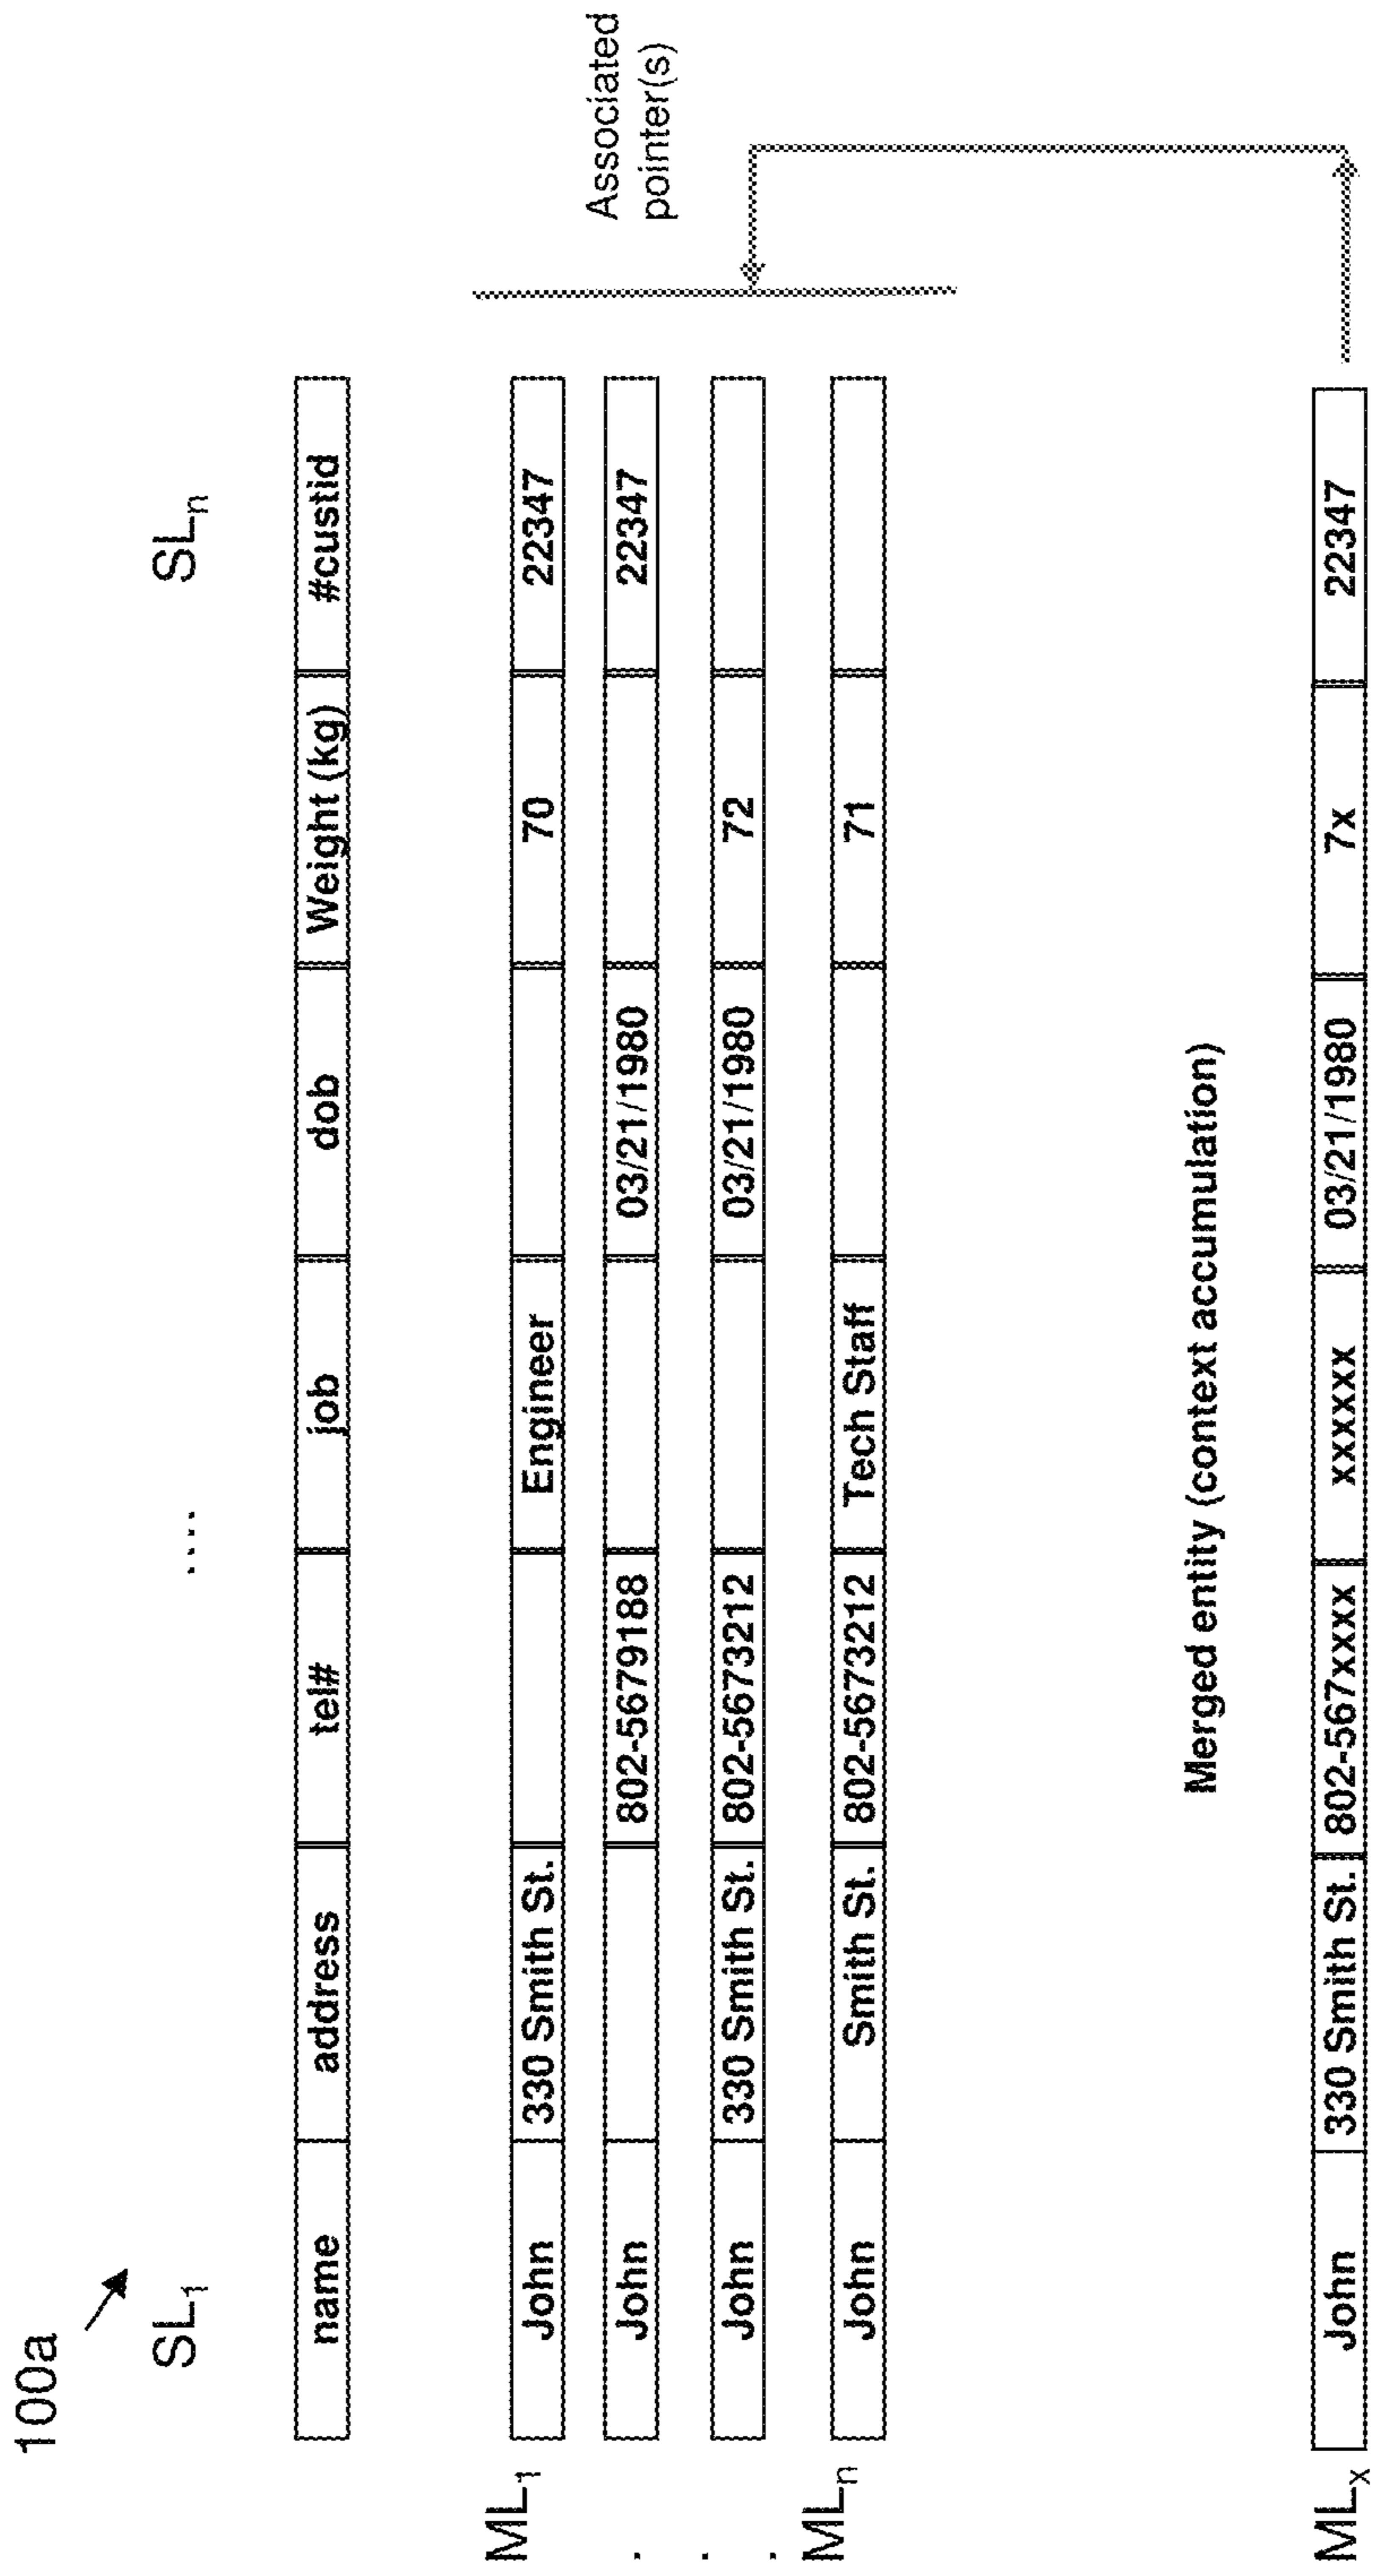 100a
SL1 .... SLn
name address tel# job dob Weight (kg) #custid
ML1 John 330 Smith St. Engineer 70 22347
. John 802-5679188 03/21/1980 22347
. John 330 Smith St. 802-5673212 03/21/1980 72
.
MLn John Smith St. 802-5673212 Tech Staff 71
Associated
pointer(s)
Merged entity (context accumulation)
MLx John 330 Smith St. 802-567xxxx xxxxxx 03/21/1980 7x 22347